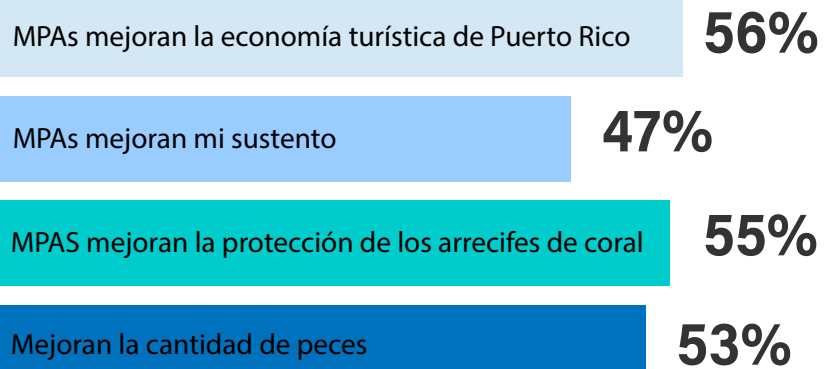 MPAs mejoran la economía turística de Puerto Rico 56%
MPAs mejoran mi sustento 47%
MPAS mejoran la protección de los arrecifes de coral 55%
Mejoran la cantidad de peces 53%